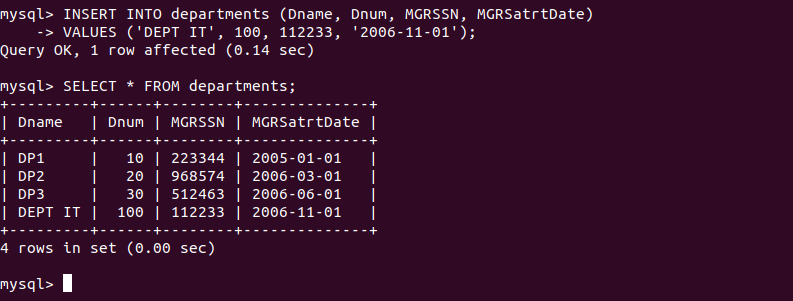 mysql> INSERT INTO departments (Dname, Dnum, MGRSSN, MGRSatrtDate)
    -> VALUES ('DEPT IT', 100, 112233, '2006-11-01');
Query OK, 1 row affected (0.14 sec)
mysql> SELECT * FROM departments;
+---------+------+--------+--------------+
| Dname   | Dnum | MGRSSN | MGRSatrtDate |
+---------+------+--------+--------------+
| DP1     |   10 | 223344 | 2005-01-01   |
| DP2     |   20 | 968574 | 2006-03-01   |
| DP3     |   30 | 512463 | 2006-06-01   |
| DEPT IT |  100 | 112233 | 2006-11-01   |
+---------+------+--------+--------------+
4 rows in set (0.00 sec)
mysql>